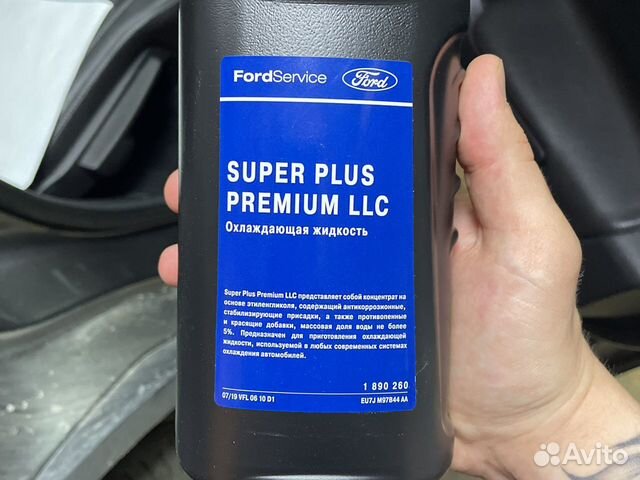 FordService Ford
SUPER PLUS
PREMIUM LLC
Охлаждающая жидкость
Super Plus Premium LLC представляет собой концентрат на
основе этиленгликоля, содержащий антикоррозионные,
стабилизирующие присадки, а также противопенные
и красящие добавки, массовая доля воды не более
5%. Предназначен для приготовления охлаждающей
жидкости, используемой в любых современных системах
охлаждения автомобилей.
1 890 260
07/19 VFL 06 10 D1 EU7J M97B44 AA
Avito